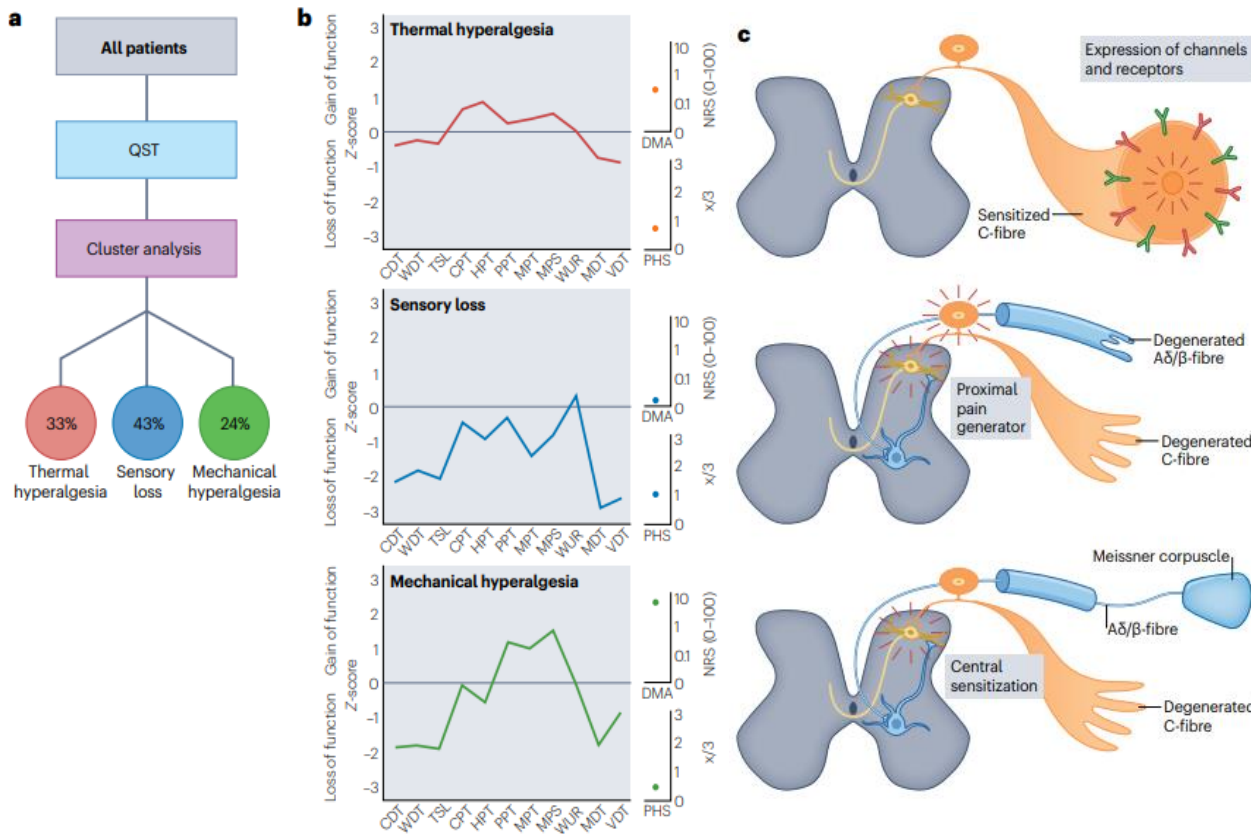 a
All patients
QST
Cluster analysis
33%
43%
24%
Thermal
hyperalgesia
Sensory
loss
Mechanical
hyperalgesia
b
Thermal hyperalgesia
Gain of function
Loss of function
Z-score
3
2
1
0
–1
–2
–3
CDT
WDT
TSL
CPT
HPT
PPT
MPT
MPS
WUR
MDT
VDT
10
1
0.1
0
DMA
NRS (0–100)
3
2
1
0
PHS
x/3
Sensory loss
Gain of function
Loss of function
Z-score
3
2
1
0
–1
–2
–3
CDT
WDT
TSL
CPT
HPT
PPT
MPT
MPS
WUR
MDT
VDT
10
1
0.1
0
DMA
NRS (0–100)
3
2
1
0
PHS
x/3
Mechanical hyperalgesia
Gain of function
Loss of function
Z-score
3
2
1
0
–1
–2
–3
CDT
WDT
TSL
CPT
HPT
PPT
MPT
MPS
WUR
MDT
VDT
10
1
0.1
0
DMA
NRS (0–100)
3
2
1
0
PHS
x/3
c
Expression of channels
and receptors
Sensitized
C-fibre
Degenerated
Aδ/β-fibre
Proximal
pain
generator
Degenerated
C-fibre
Meissner corpuscle
Aδ/β-fibre
Central
sensitization
Degenerated
C-fibre